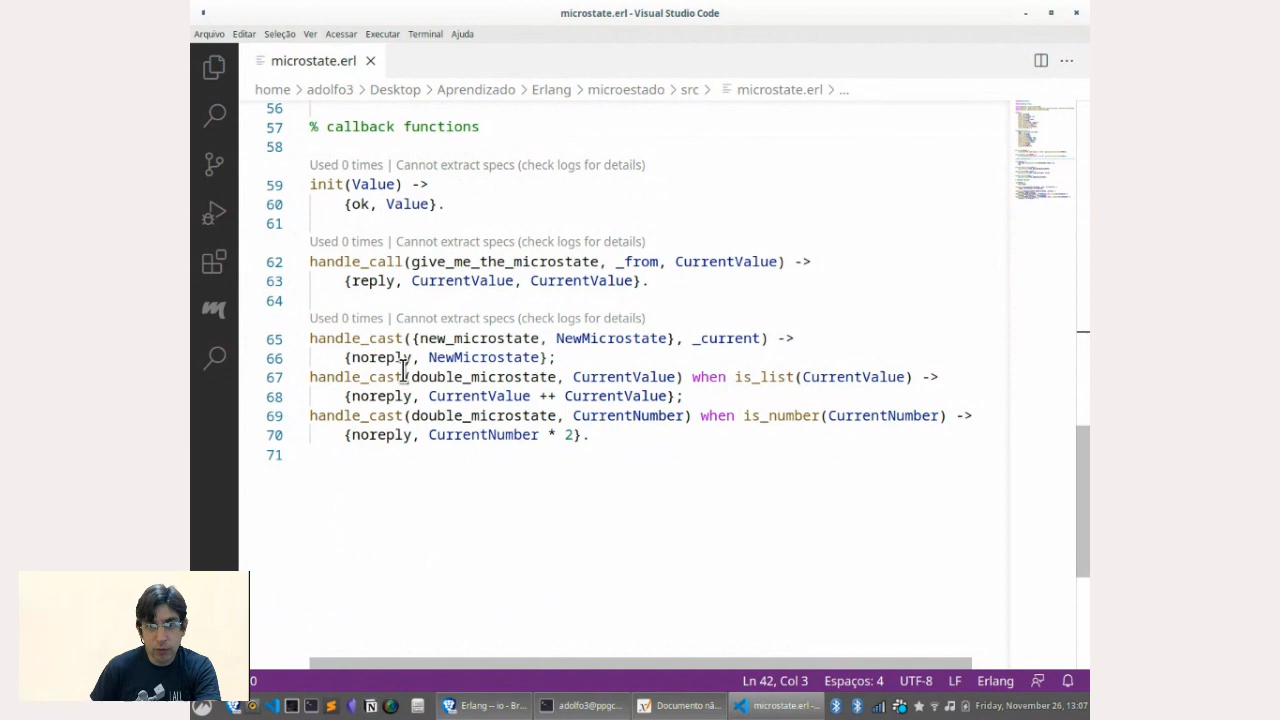 microstate.erl - Visual Studio Code
Arquivo Editar Seleção Ver Acessar Executar Terminal Ajuda
microstate.erl
home > adolfo3 > Desktop > Aprendizado > Erlang > microestado > src > microstate.erl > ...
56
57 % callback functions
58
Used 0 times | Cannot extract specs (check logs for details)
59 init(Value) ->
60 {ok, Value}.
61
Used 0 times | Cannot extract specs (check logs for details)
62 handle_call(give_me_the_microstate, _from, CurrentValue) ->
63 {reply, CurrentValue, CurrentValue}.
64
Used 0 times | Cannot extract specs (check logs for details)
65 handle_cast({new_microstate, NewMicrostate}, _current) ->
66 {noreply, NewMicrostate};
67 handle_cast(double_microstate, CurrentValue) when is_list(CurrentValue) ->
68 {noreply, CurrentValue ++ CurrentValue};
69 handle_cast(double_microstate, CurrentNumber) when is_number(CurrentNumber) ->
70 {noreply, CurrentNumber * 2}.
71
0 Ln 42, Col 3 Espaços: 4 UTF-8 LF Erlang
Erlang -- io - Br... adolfo3@ppgc... Documento nã... microstate.erl -... Friday, November 26, 13:07